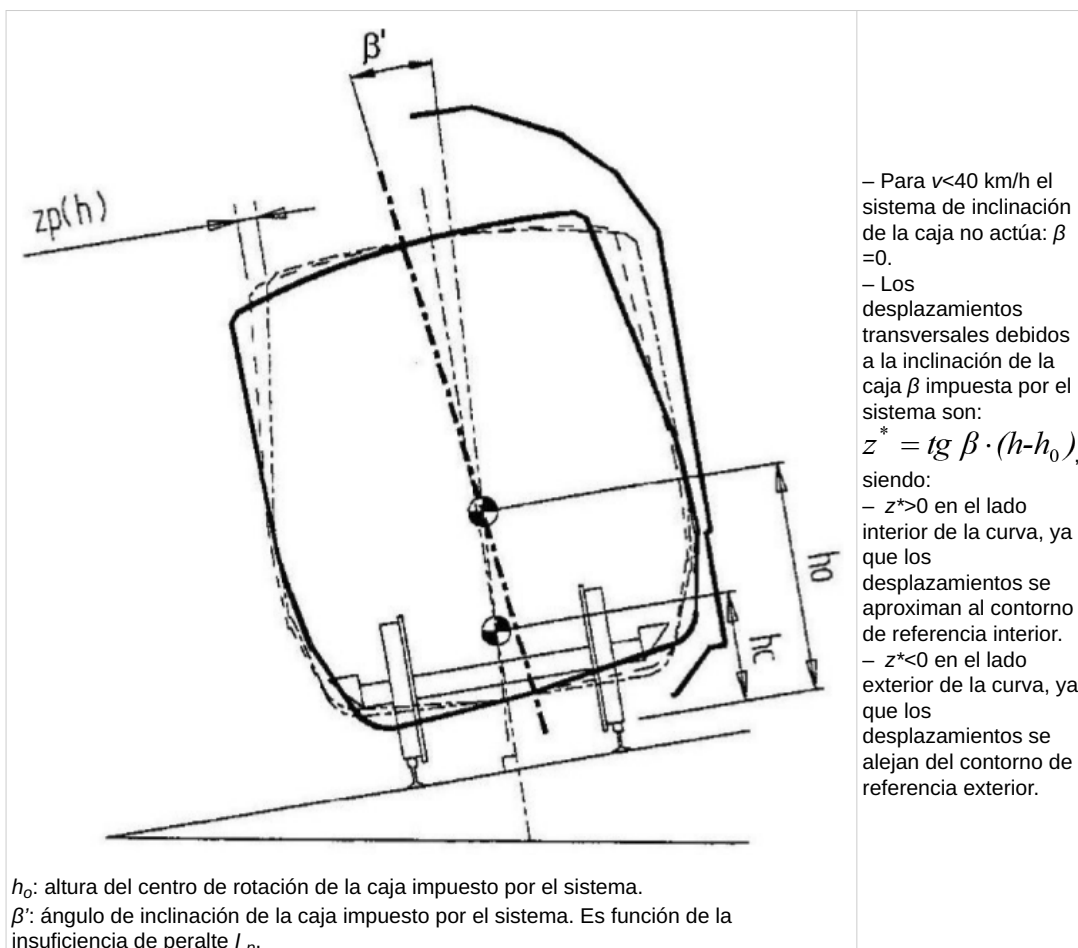 β'
zp(h)
ho
hc
– Para v<40 km/h el
sistema de inclinación
de la caja no actúa: β
=0.
– Los
desplazamientos
transversales debidos
a la inclinación de la
caja β impuesta por el
sistema son:
z* = tg β · (h-h₀),
siendo:
– z*>0 en el lado
interior de la curva, ya
que los
desplazamientos se
aproximan al contorno
de referencia interior.
– z*<0 en el lado
exterior de la curva, ya
que los
desplazamientos se
alejan del contorno de
referencia exterior.
hₒ: altura del centro de rotación de la caja impuesto por el sistema.
β': ángulo de inclinación de la caja impuesto por el sistema. Es función de la
insuficiencia de peralte I p.